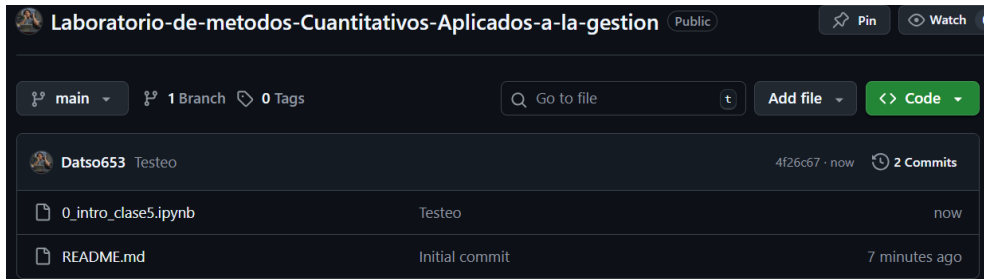 Laboratorio-de-metodos-Cuantitativos-Aplicados-a-la-gestion Public Pin Watch
main 1 Branch 0 Tags Go to file t Add file <> Code
Datso653 Testeo 4f26c67 · now 2 Commits
0_intro_clase5.ipynb Testeo now
README.md Initial commit 7 minutes ago